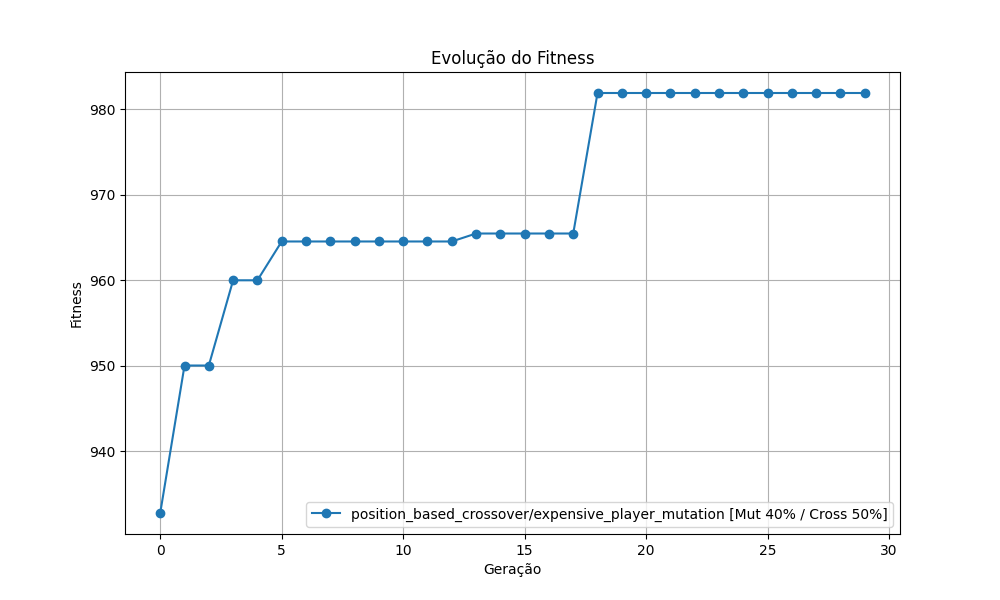 Evolução do Fitness
Fitness
980
970
960
950
940
position_based_crossover/expensive_player_mutation [Mut 40% / Cross 50%]
0 5 10 15 20 25 30
Geração